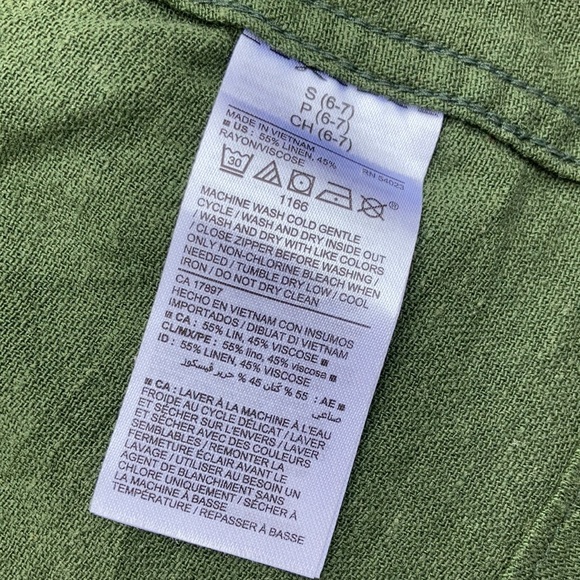 S (6-7)
P (6-7)
CH (6-7)
MADE IN VIETNAM
US: 55% LINEN, 45%
RAYON/VISCOSE
RN 54023
30
1166
®
MACHINE WASH COLD GENTLE
CYCLE / WASH AND DRY INSIDE OUT
/ WASH AND DRY WITH LIKE COLORS
/ CLOSE ZIPPER BEFORE WASHING /
ONLY NON-CHLORINE BLEACH WHEN
NEEDED / TUMBLE DRY LOW / COOL
IRON / DO NOT DRY CLEAN
CA 17897
HECHO EN VIETNAM CON INSUMOS
IMPORTADOS / DIBUAT DI VIETNAM
CA : 55% LIN, 45% VISCOSE
CL/MX/PE : 55% lino, 45% viscosa
ID : 55% LINEN, 45% VISCOSE
AE : 55 % كتان 45 % حرير فيسكوز
صناعي
CA : LAVER À LA MACHINE À L'EAU
FROIDE AU CYCLE DÉLICAT / LAVER
ET SÉCHER SUR L'ENVERS / LAVER
ET SÉCHER AVEC DES COULEURS
SEMBLABLES / REMONTER LA
FERMETURE ÉCLAIR AVANT LE
LAVAGE / UTILISER AU BESOIN UN
AGENT DE BLANCHIMENT SANS
CHLORE UNIQUEMENT / SÉCHER À
LA MACHINE À BASSE
TEMPÉRATURE / REPASSER À BASSE